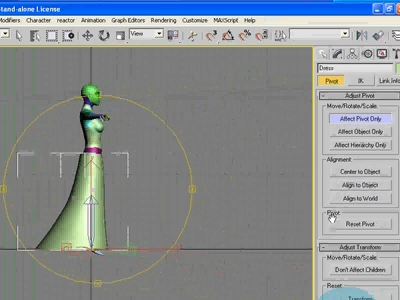 Stand-alone License
Modifiers Character reactor Animation Graph Editors Rendering Customize MAXScript Help
View
Dress
Pivot IK Link Info
Adjust Pivot
Move/Rotate/Scale:
Affect Pivot Only
Affect Object Only
Affect Hierarchy Only
Alignment:
Center to Object
Align to Object
Align to World
Pivot:
Reset Pivot
Adjust Transform
Move/Rotate/Scale:
Don't Affect Children
Reset:
Transform